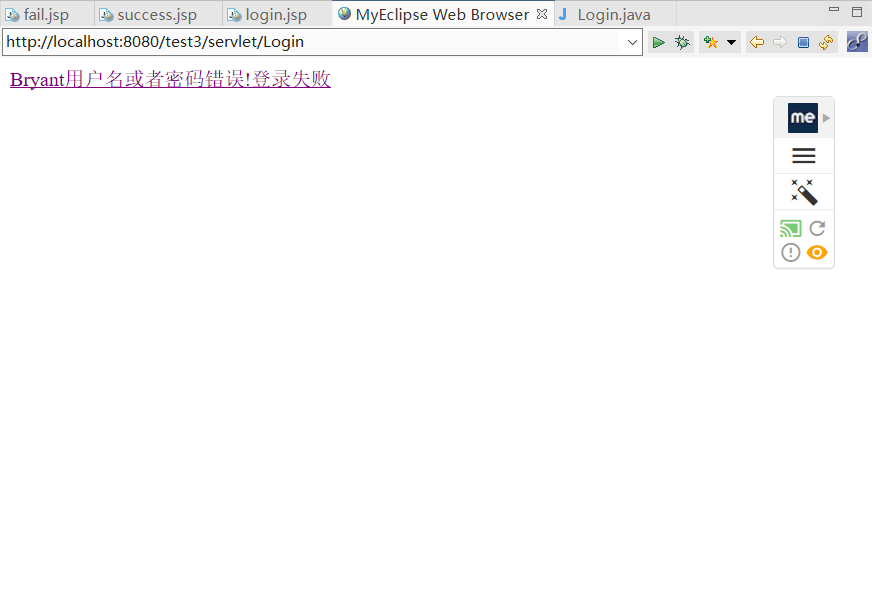 fail.jsp success.jsp login.jsp MyEclipse Web Browser Login.java
http://localhost:8080/test3/servlet/Login
Bryant用户名或者密码错误!登录失败
me